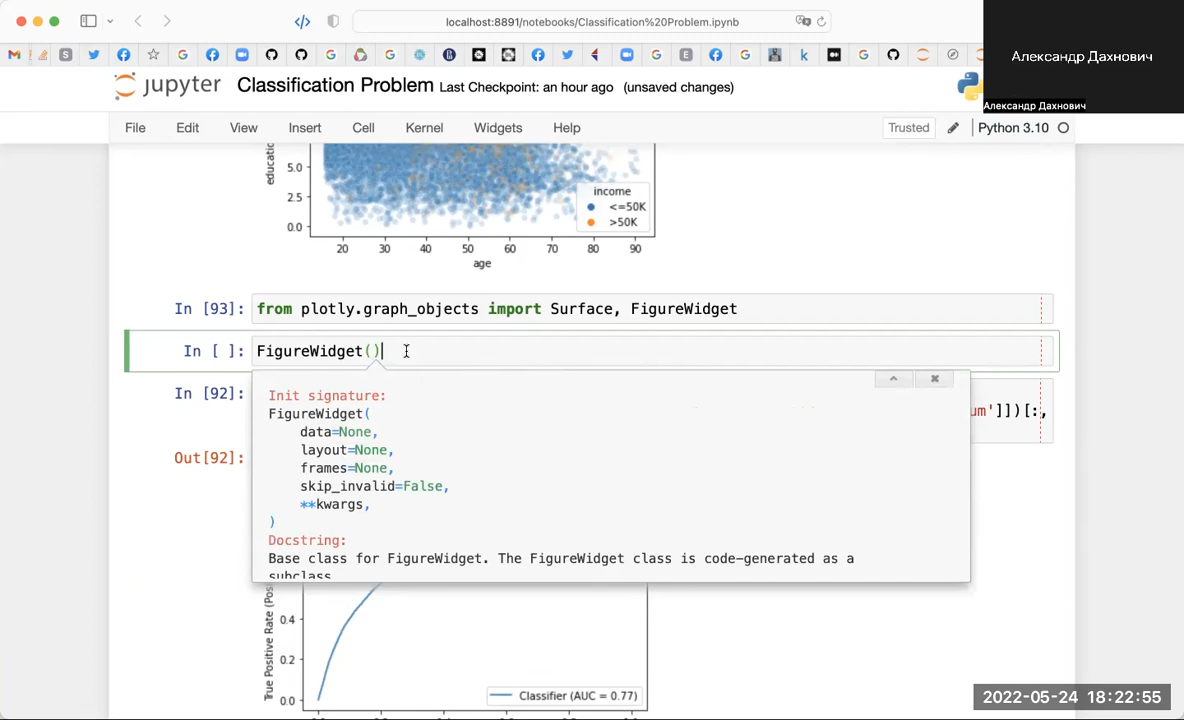 localhost:8891/notebooks/Classification%20Problem.ipynb
Александр Дахнович
Александр Дахнович
jupyter Classification Problem Last Checkpoint: an hour ago (unsaved changes)
File Edit View Insert Cell Kernel Widgets Help Trusted Python 3.10
educatio
5.0
2.5
0.0
income
<=50K
>50K
20 30 40 50 60 70 80 90
age
In [93]: from plotly.graph_objects import Surface, FigureWidget
In [ ]: FigureWidget()
In [92]: um']])[:,
Init signature:
FigureWidget(
data=None,
layout=None,
frames=None,
skip_invalid=False,
**kwargs,
)
Docstring:
Base class for FigureWidget. The FigureWidget class is code-generated as a
subclass
Out[92]:
True Positive Rate (Pos
0.4
0.2
0.0
Classifier (AUC = 0.77)
2022-05-24 18:22:55